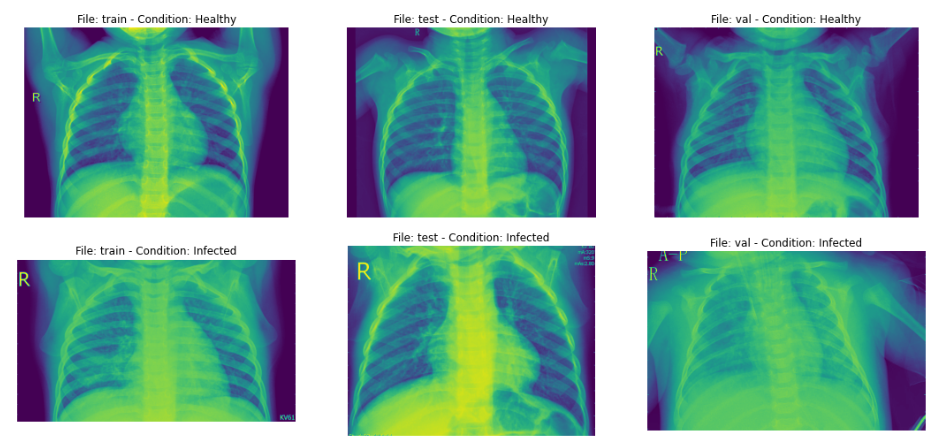 File: train - Condition: Healthy
File: test - Condition: Healthy
File: val - Condition: Healthy
R
R
R
File: train - Condition: Infected
File: test - Condition: Infected
File: val - Condition: Infected
R
R
A-P
R
KV61